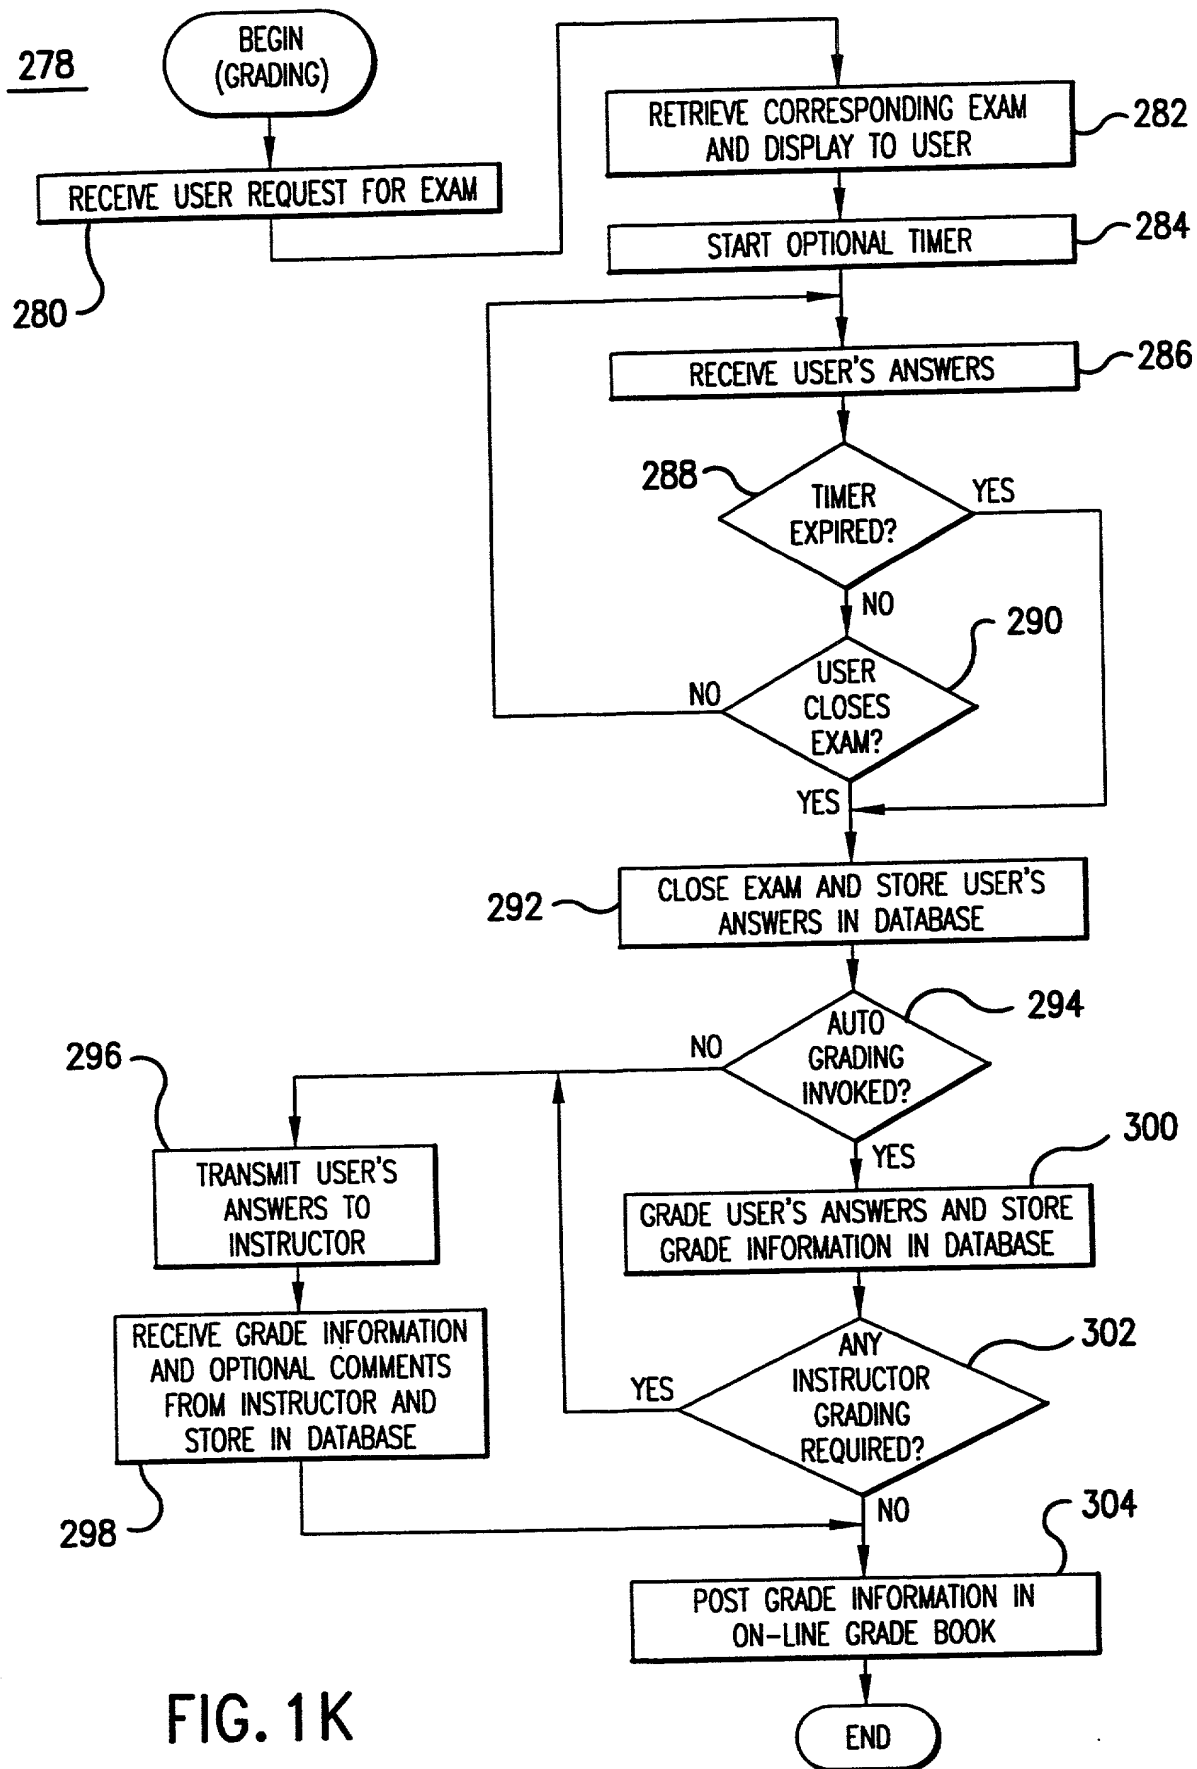 278
BEGIN
(GRADING)
RECEIVE USER REQUEST FOR EXAM
280
RETRIEVE CORRESPONDING EXAM
AND DISPLAY TO USER
282
START OPTIONAL TIMER
284
RECEIVE USER'S ANSWERS
286
288
TIMER
EXPIRED?
YES
NO
290
USER
CLOSES
EXAM?
NO
YES
292
CLOSE EXAM AND STORE USER'S
ANSWERS IN DATABASE
294
AUTO
GRADING
INVOKED?
NO
YES
296
TRANSMIT USER'S
ANSWERS TO
INSTRUCTOR
300
GRADE USER'S ANSWERS AND STORE
GRADE INFORMATION IN DATABASE
RECEIVE GRADE INFORMATION
AND OPTIONAL COMMENTS
FROM INSTRUCTOR AND
STORE IN DATABASE
298
302
ANY
INSTRUCTOR
GRADING
REQUIRED?
YES
NO
304
POST GRADE INFORMATION IN
ON-LINE GRADE BOOK
END
FIG. 1K